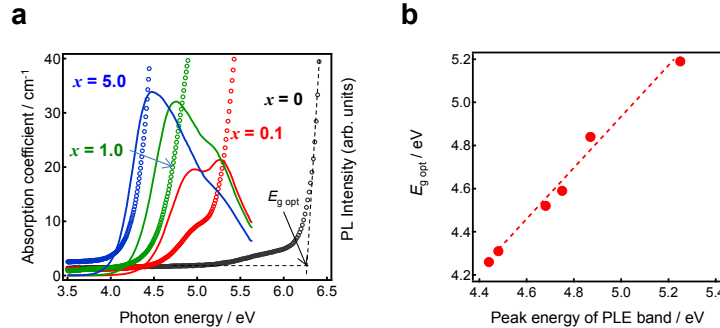 a
b
Absorption coefficient / cm⁻¹
40
30
20
10
0
x = 5.0
x = 1.0
x = 0
x = 0.1
E g opt
3.5 4.0 4.5 5.0 5.5 6.0 6.5
Photon energy / eV
PL Intensity (arb. units)
E g opt / eV
5.2
5.0
4.8
4.6
4.4
4.2
4.4 4.6 4.8 5.0 5.2 5.4
Peak energy of PLE band / eV